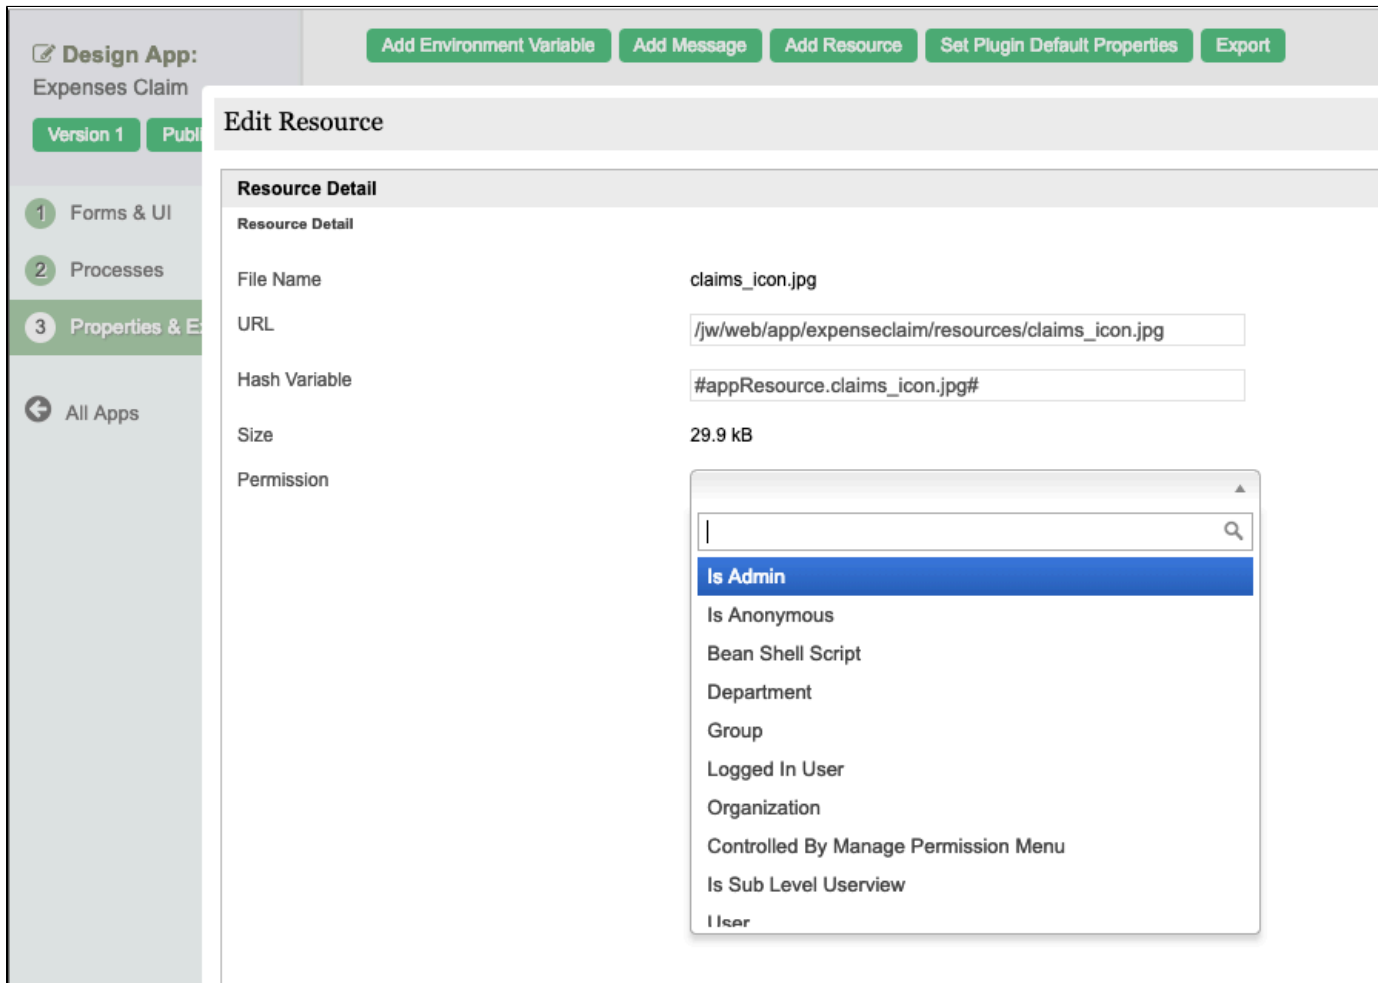 Design App:
Expenses Claim
Version 1
Publi
Add Environment Variable
Add Message
Add Resource
Set Plugin Default Properties
Export
1 Forms & UI
2 Processes
3 Properties & E
All Apps
Edit Resource
Resource Detail
Resource Detail
File Name claims_icon.jpg
URL /jw/web/app/expenseclaim/resources/claims_icon.jpg
Hash Variable #appResource.claims_icon.jpg#
Size 29.9 kB
Permission
Is Admin
Is Anonymous
Bean Shell Script
Department
Group
Logged In User
Organization
Controlled By Manage Permission Menu
Is Sub Level Userview
User